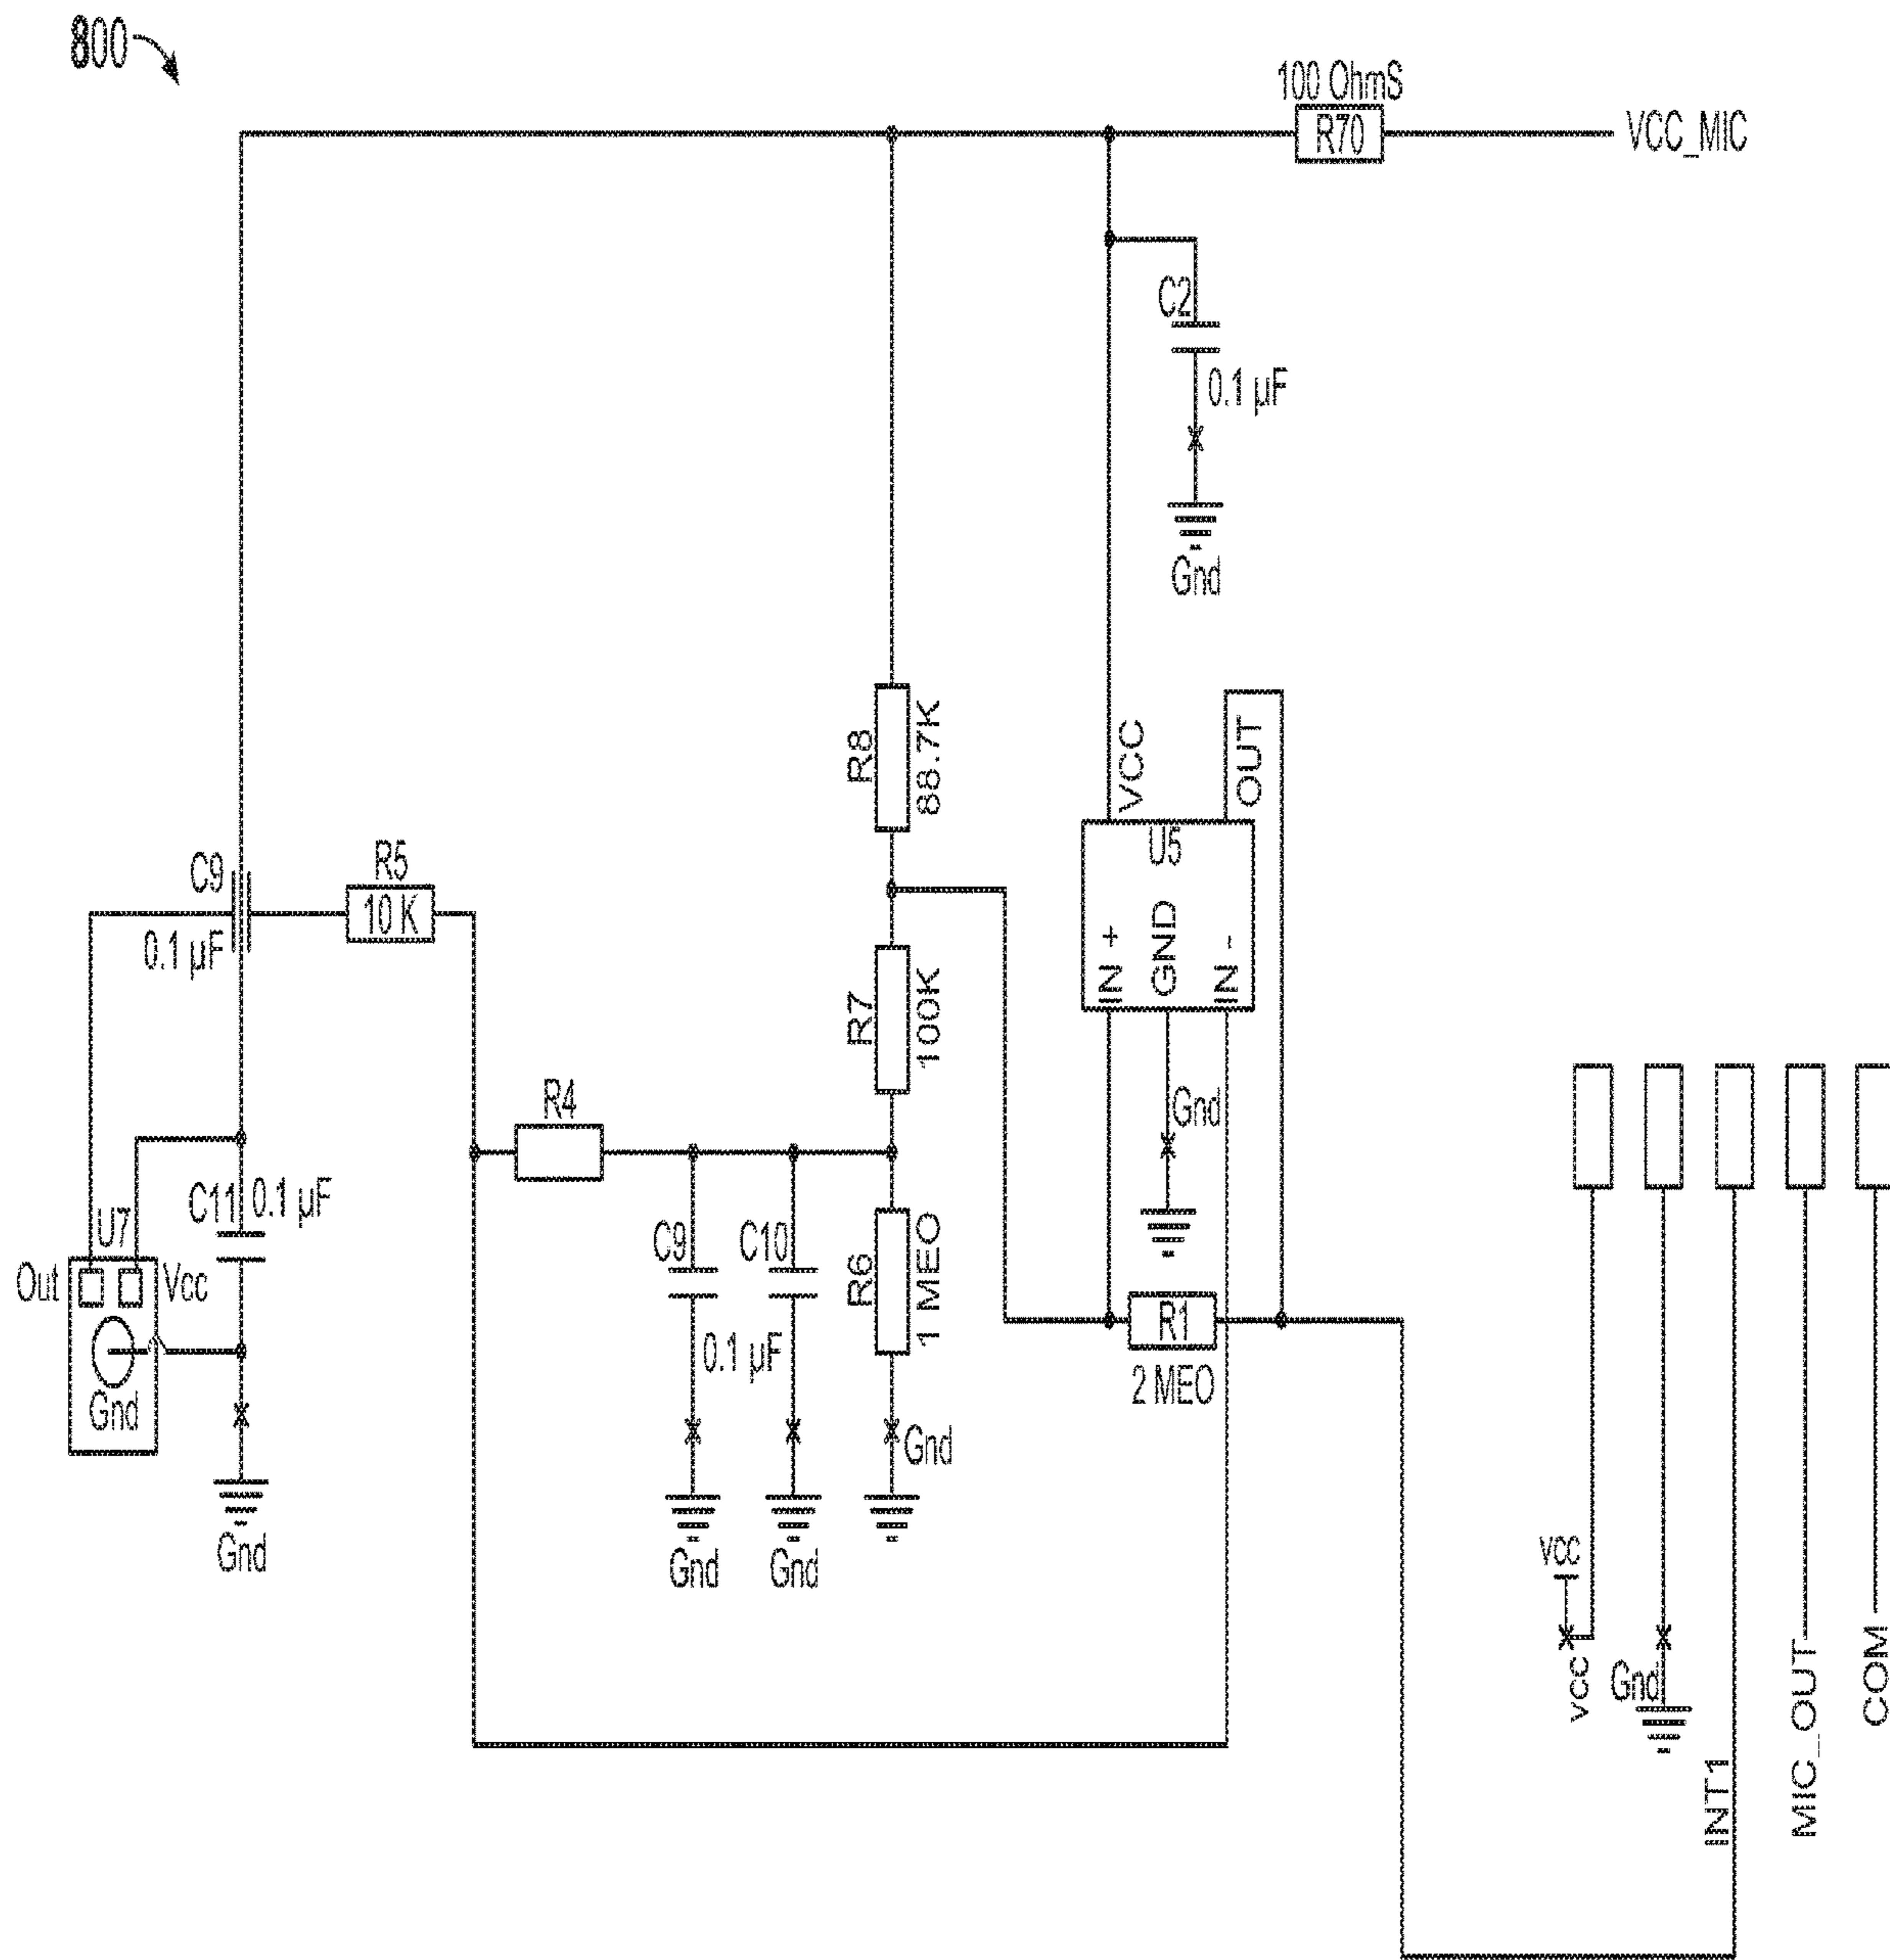 800
100 OhmS
R70
VCC_MIC
C2
0.1 µF
Gnd
R8
88.7K
VCC
OUT
U5
IN +
GND
IN -
C9
0.1 µF
R5
10 K
R7
100K
Gnd
R4
C11
0.1 µF
U7
Out
Vcc
Gnd
C9
0.1 µF
C10
R6
1 MEO
R1
2 MEO
Gnd
Gnd
Gnd
Gnd
VCC
VCC
Gnd
INT1
MIC_OUT
COM